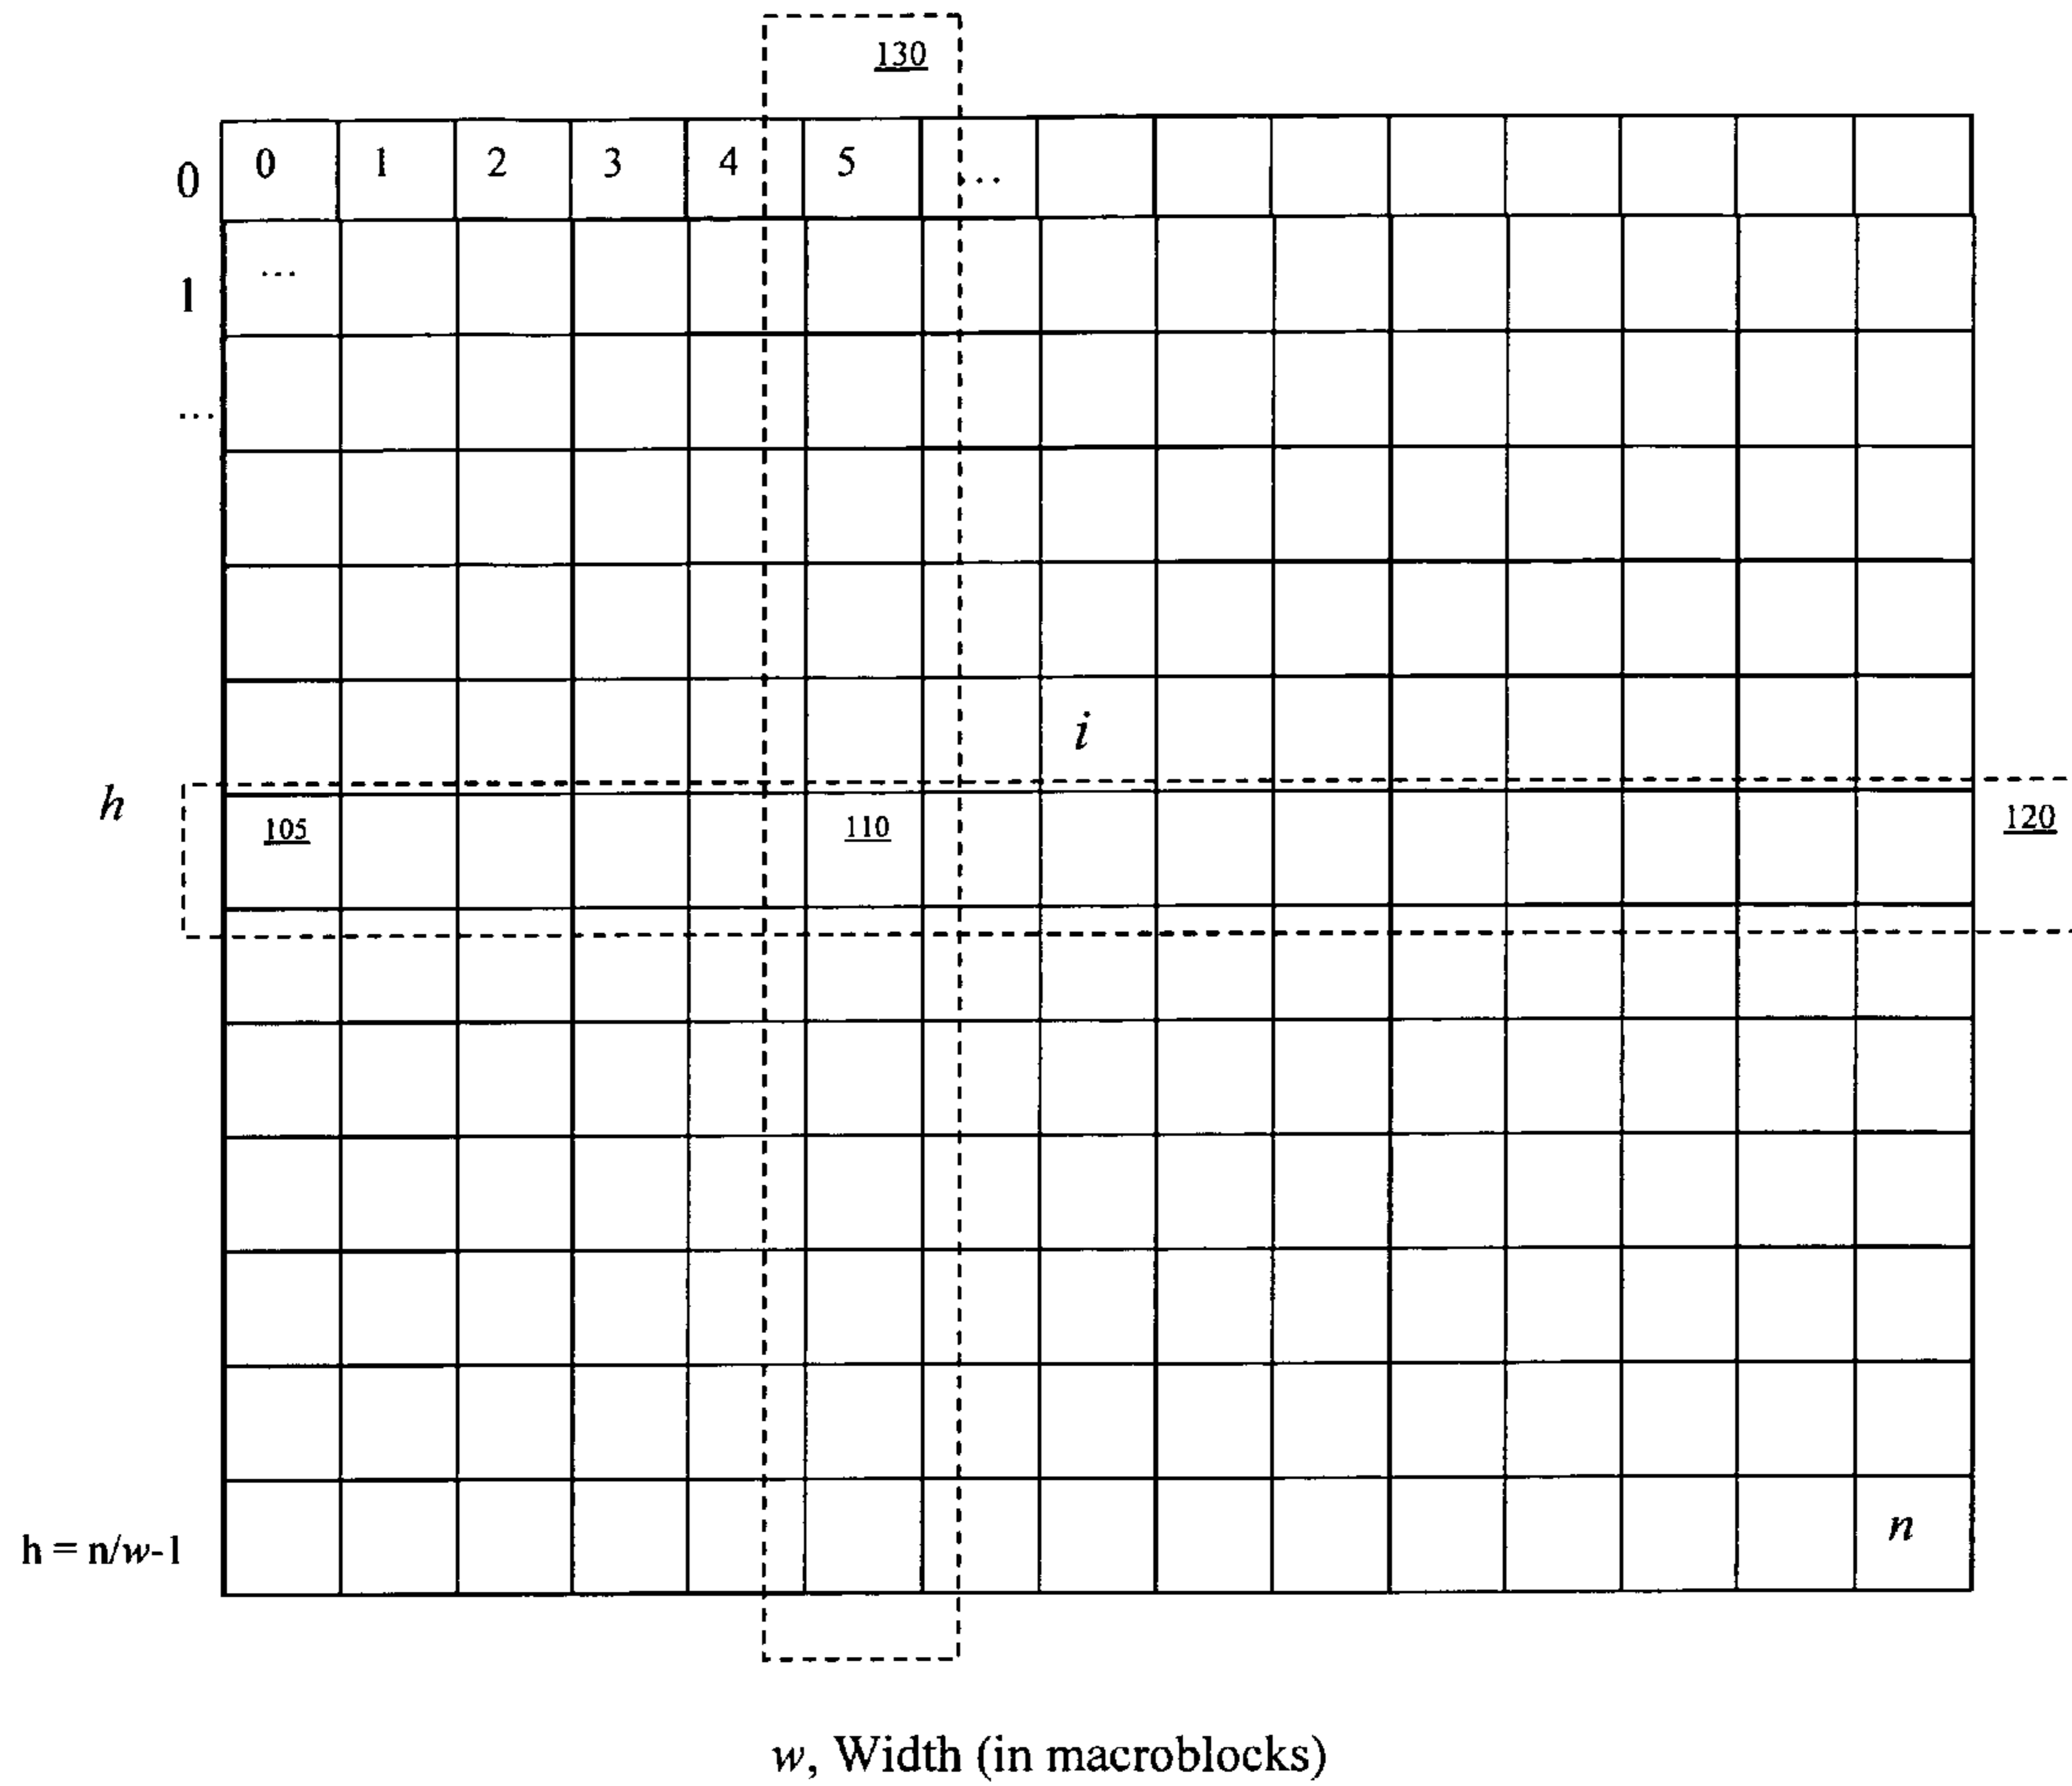 130
0 0 1 2 3 4 5 ...
1 ...
...
i
h 105 110 120
h = n/w-1 n
w, Width (in macroblocks)